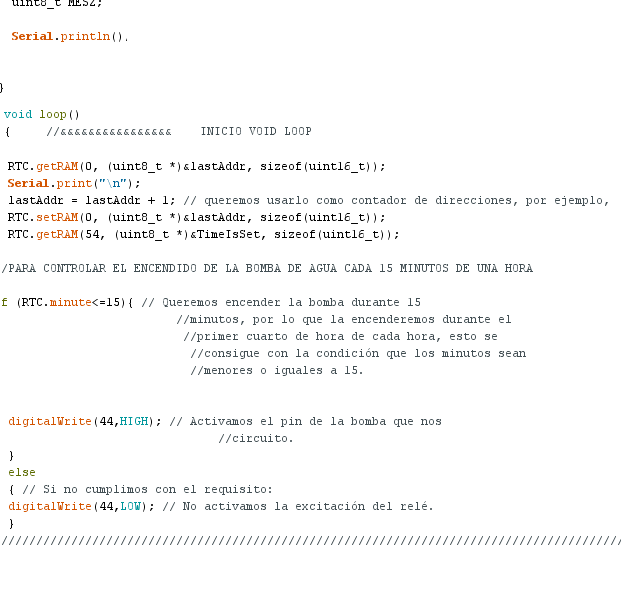 uint8_t MESZ;
Serial.println().
}
void loop()
{ //&&&&&&&&&&&&&&&& INICIO VOID LOOP
RTC.getRAM(0, (uint8_t *)&lastAddr, sizeof(uint16_t));
Serial.print("\n");
lastAddr = lastAddr + 1; // queremos usarlo como contador de direcciones, por ejemplo,
RTC.setRAM(0, (uint8_t *)&lastAddr, sizeof(uint16_t));
RTC.getRAM(54, (uint8_t *)&TimeIsSet, sizeof(uint16_t));
/PARA CONTROLAR EL ENCENDIDO DE LA BOMBA DE AGUA CADA 15 MINUTOS DE UNA HORA
f (RTC.minute<=15){ // Queremos encender la bomba durante 15
//minutos, por lo que la encenderemos durante el
//primer cuarto de hora de cada hora, esto se
//consigue con la condición que los minutos sean
//menores o iguales a 15.
digitalWrite(44,HIGH); // Activamos el pin de la bomba que nos
//circuito.
}
else
{ // Si no cumplimos con el requisito:
digitalWrite(44,LOW); // No activamos la excitación del relé.
}
/////////////////////////////////////////////////////////////////////////////////////////